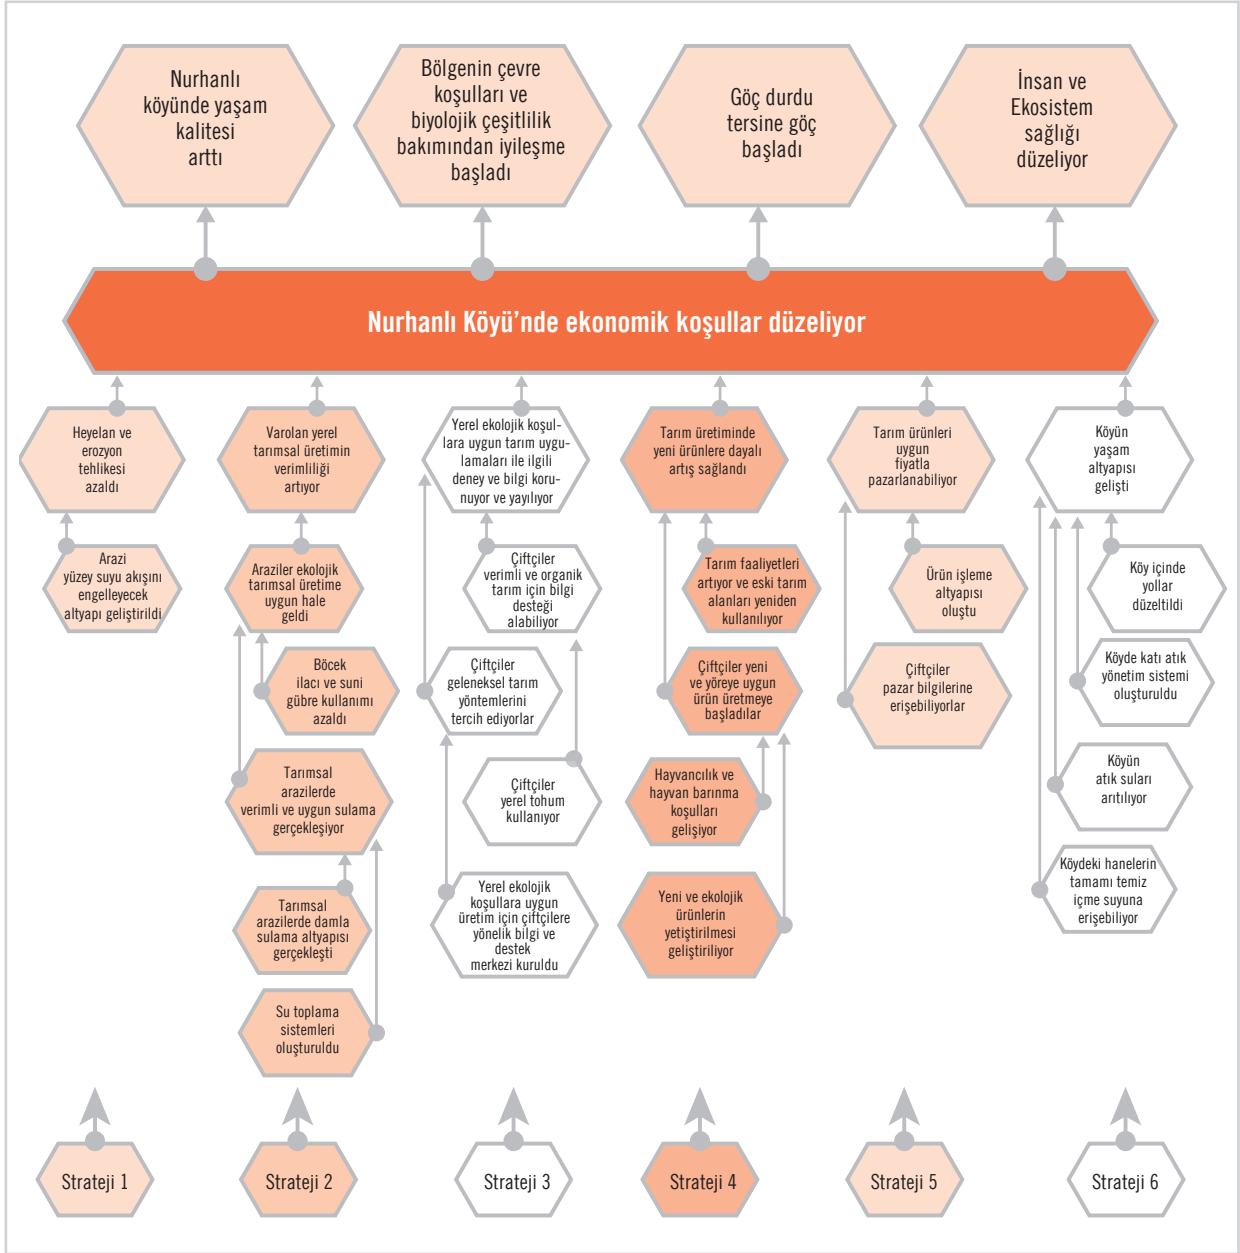 Nurhanlı
köyünde yaşam
kalitesi
arttı
Bölgenin çevre
koşulları ve
biyolojik çeşitlilik
bakımından iyileşme
başladı
Göç durdu
tersine göç
başladı
İnsan ve
Ekosistem
sağlığı
düzeliyor
Nurhanlı Köyü’nde ekonomik koşullar düzeliyor
Heyelan ve
erozyon
tehlikesi
azaldı
Arazi
yüzey suyu akışını
engelleyecek
altyapı geliştirildi
Varolan yerel
tarımsal üretimin
verimliliği
artıyor
Araziler ekolojik
tarımsal üretime
uygun hale
geldi
Böcek
ilacı ve suni
gübre kullanımı
azaldı
Tarımsal
arazilerde
verimli ve uygun sulama
gerçekleşiyor
Tarımsal
arazilerde damla
sulama altyapısı
gerçekleşti
Su toplama
sistemleri
oluşturuldu
Yerel ekolojik koşul-
lara uygun tarım uygu-
lamaları ile ilgili
deney ve bilgi koru-
nuyor ve yayılıyor
Çiftçiler
verimli ve organik
tarım için bilgi
desteği
alabiliyor
Çiftçiler
geleneksel tarım
yöntemlerini
tercih ediyorlar
Çiftçiler
yerel tohum
kullanıyor
Yerel ekolojik
koşullara uygun
üretim için çiftçilere
yönelik bilgi ve
destek
merkezi kuruldu
Tarım üretiminde
yeni ürünlere dayalı
artış sağlandı
Tarım faaliyetleri
artıyor ve eski tarım
alanları yeniden
kullanılıyor
Çiftçiler yeni
ve yöreye uygun
ürün üretmeye
başladılar
Hayvancılık ve
hayvan barınma
koşulları
gelişiyor
Yeni ve ekolojik
ürünlerin
yetiştirilmesi
geliştiriliyor
Tarım ürünleri
uygun
fiyatla
pazarlanabiliyor
Ürün işleme
altyapısı
oluştu
Çiftçiler
pazar bilgilerine
erişebiliyorlar
Köyün
yaşam
altyapısı
gelişti
Köy içinde
yollar
düzeltildi
Köyde katı atık
yönetim sistemi
oluşturuldu
Köyün
atık suları
arıtılıyor
Köydeki hanelerin
tamamı temiz
içme suyuna
erişebiliyor
Strateji 1
Strateji 2
Strateji 3
Strateji 4
Strateji 5
Strateji 6